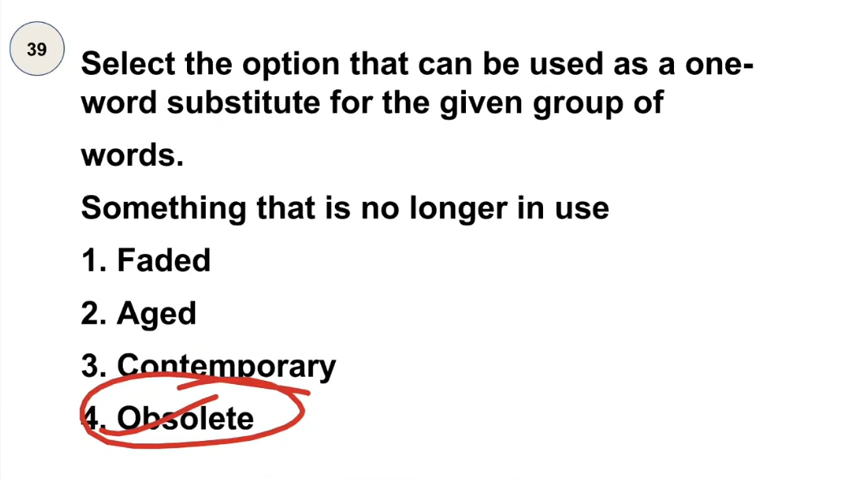 39
Select the option that can be used as a one-
word substitute for the given group of
words.
Something that is no longer in use
1. Faded
2. Aged
3. Contemporary
4. Obsolete